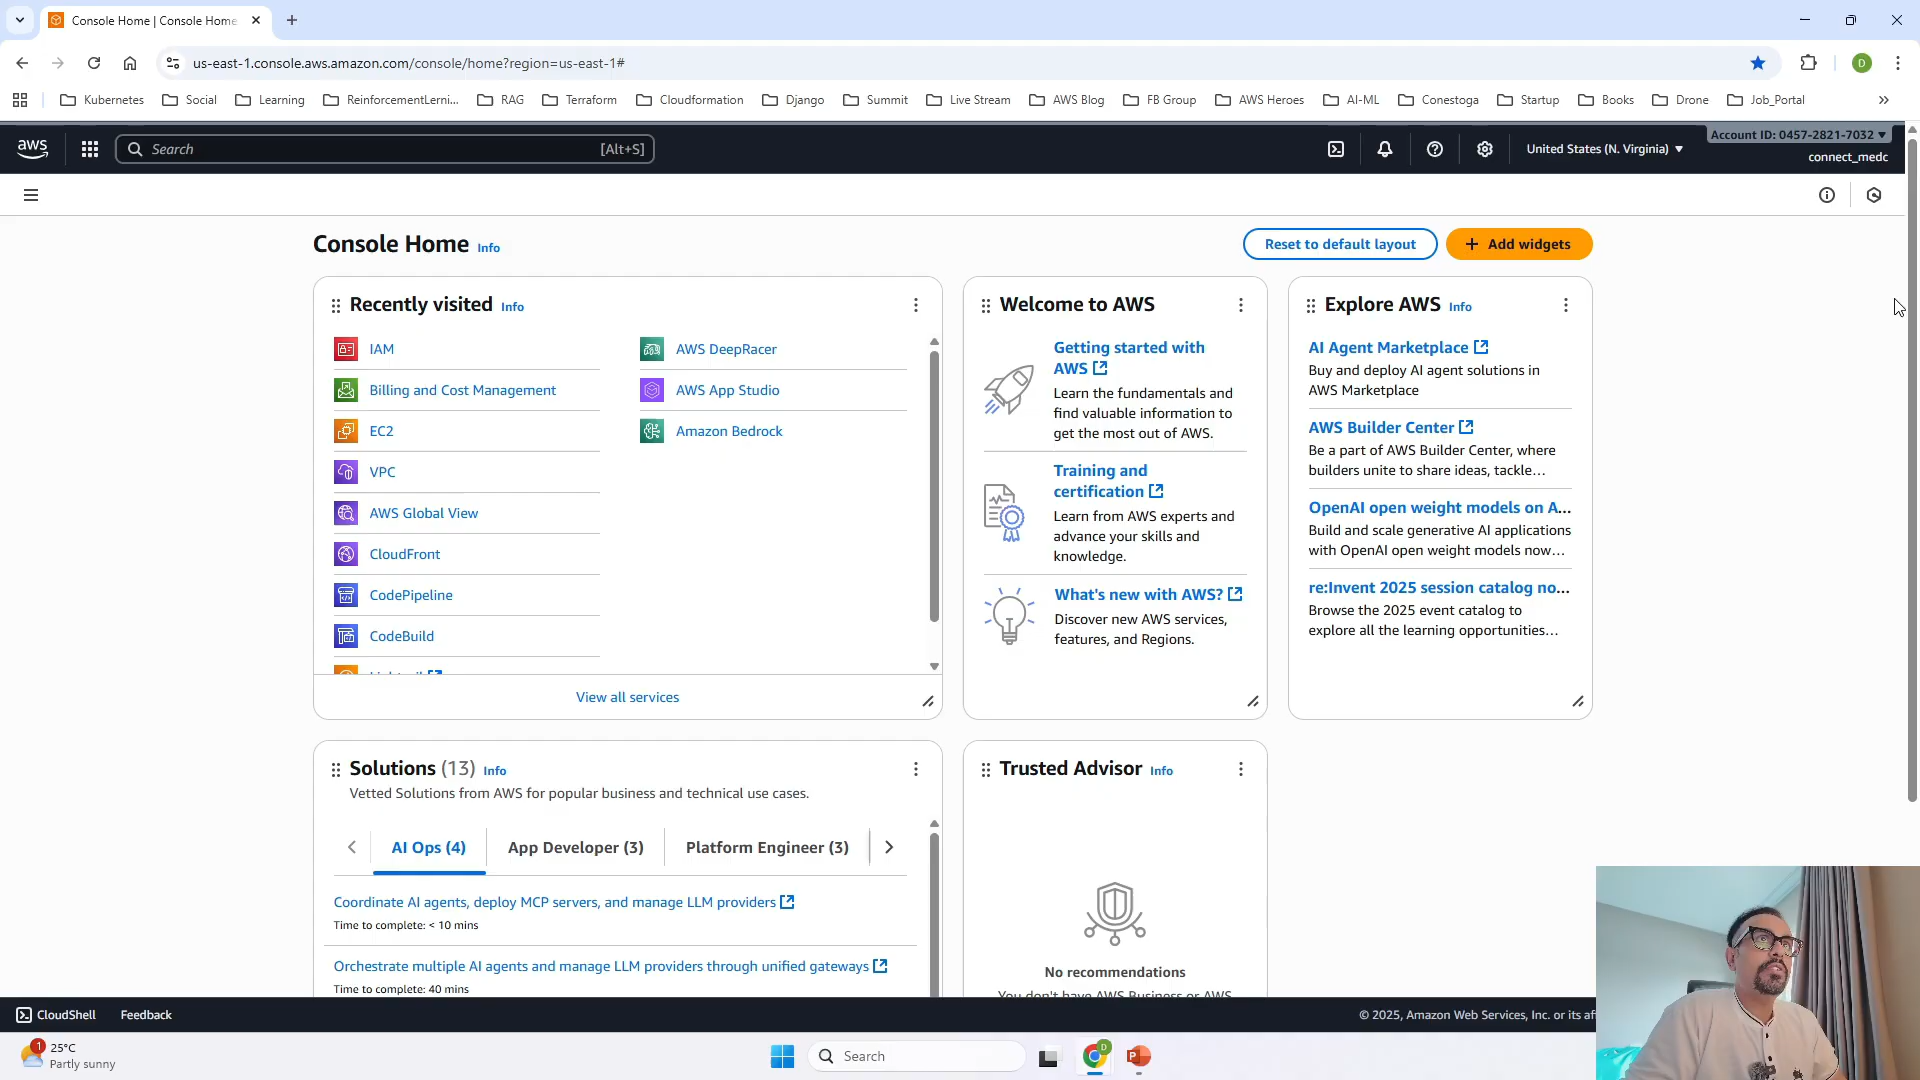 Console Home | Console Home
us-east-1.console.aws.amazon.com/console/home?region=us-east-1#
D
Kubernetes
Social
Learning
ReinforcementLerni...
RAG
Terraform
Cloudformation
Django
Summit
Live Stream
AWS Blog
FB Group
AWS Heroes
AI-ML
Conestoga
Startup
Books
Drone
Job_Portal
aws
Search
[Alt+S]
United States (N. Virginia)
Account ID: 0457-2821-7032
connect_medc
Console Home Info
Reset to default layout
Add widgets
Recently visited Info
IAM
Billing and Cost Management
EC2
VPC
AWS Global View
CloudFront
CodePipeline
CodeBuild
AWS DeepRacer
AWS App Studio
Amazon Bedrock
View all services
Welcome to AWS
Getting started with
AWS
Learn the fundamentals and
find valuable information to
get the most out of AWS.
Training and
certification
Learn from AWS experts and
advance your skills and
knowledge.
What's new with AWS?
Discover new AWS services,
features, and Regions.
Explore AWS Info
AI Agent Marketplace
Buy and deploy AI agent solutions in
AWS Marketplace
AWS Builder Center
Be a part of AWS Builder Center, where
builders unite to share ideas, tackle...
OpenAI open weight models on A...
Build and scale generative AI applications
with OpenAI open weight models now...
re:Invent 2025 session catalog no...
Browse the 2025 event catalog to
explore all the learning opportunities...
Solutions (13) Info
Vetted Solutions from AWS for popular business and technical use cases.
AI Ops (4)
App Developer (3)
Platform Engineer (3)
Coordinate AI agents, deploy MCP servers, and manage LLM providers
Time to complete: < 10 mins
Orchestrate multiple AI agents and manage LLM providers through unified gateways
Time to complete: 40 mins
Trusted Advisor Info
No recommendations
You don't have AWS Business or AWS
CloudShell
Feedback
© 2025, Amazon Web Services, Inc. or its af
1
25°C
Partly sunny
Search
D
P